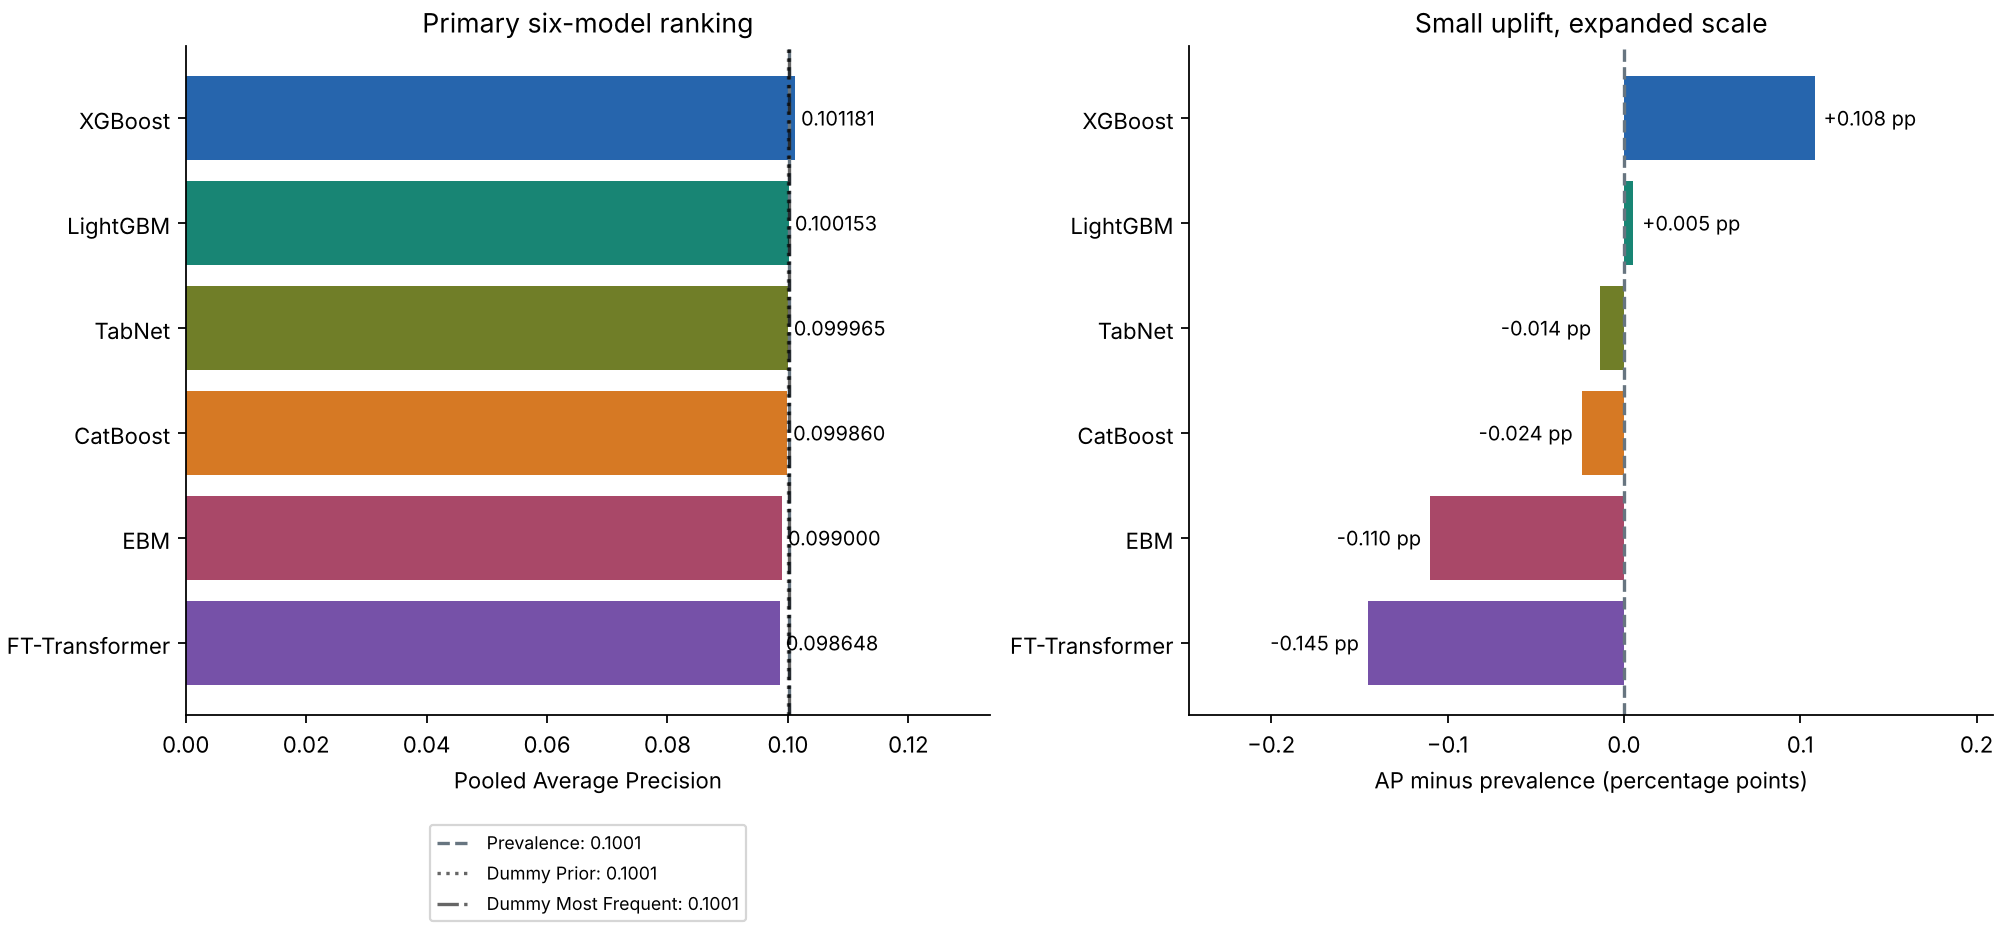 Primary six-model ranking
XGBoost
0.101181
LightGBM
0.100153
TabNet
0.099965
CatBoost
0.099860
EBM
0.099000
FT-Transformer
0.098648
0.00 0.02 0.04 0.06 0.08 0.10 0.12
Pooled Average Precision
Prevalence: 0.1001
Dummy Prior: 0.1001
Dummy Most Frequent: 0.1001
Small uplift, expanded scale
XGBoost
+0.108 pp
LightGBM
+0.005 pp
TabNet
-0.014 pp
CatBoost
-0.024 pp
EBM
-0.110 pp
FT-Transformer
-0.145 pp
−0.2 −0.1 0.0 0.1 0.2
AP minus prevalence (percentage points)